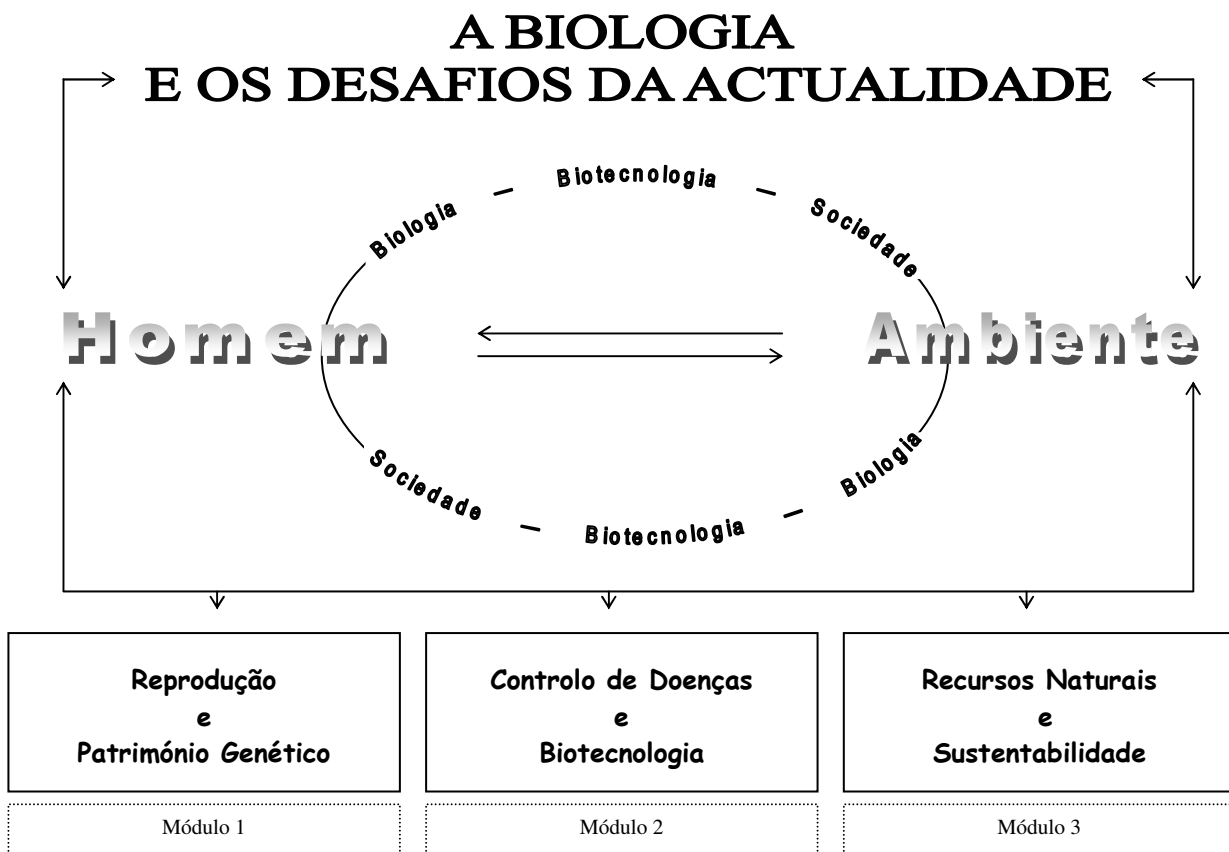 A BIOLOGIA
E OS DESAFIOS DA ACTUALIDADE
Biologia – Biotecnologia – Sociedade
Homem
Ambiente
Sociedade – Biotecnologia – Biologia
Reprodução
e
Património Genético
Controlo de Doenças
e
Biotecnologia
Recursos Naturais
e
Sustentabilidade
Módulo 1
Módulo 2
Módulo 3